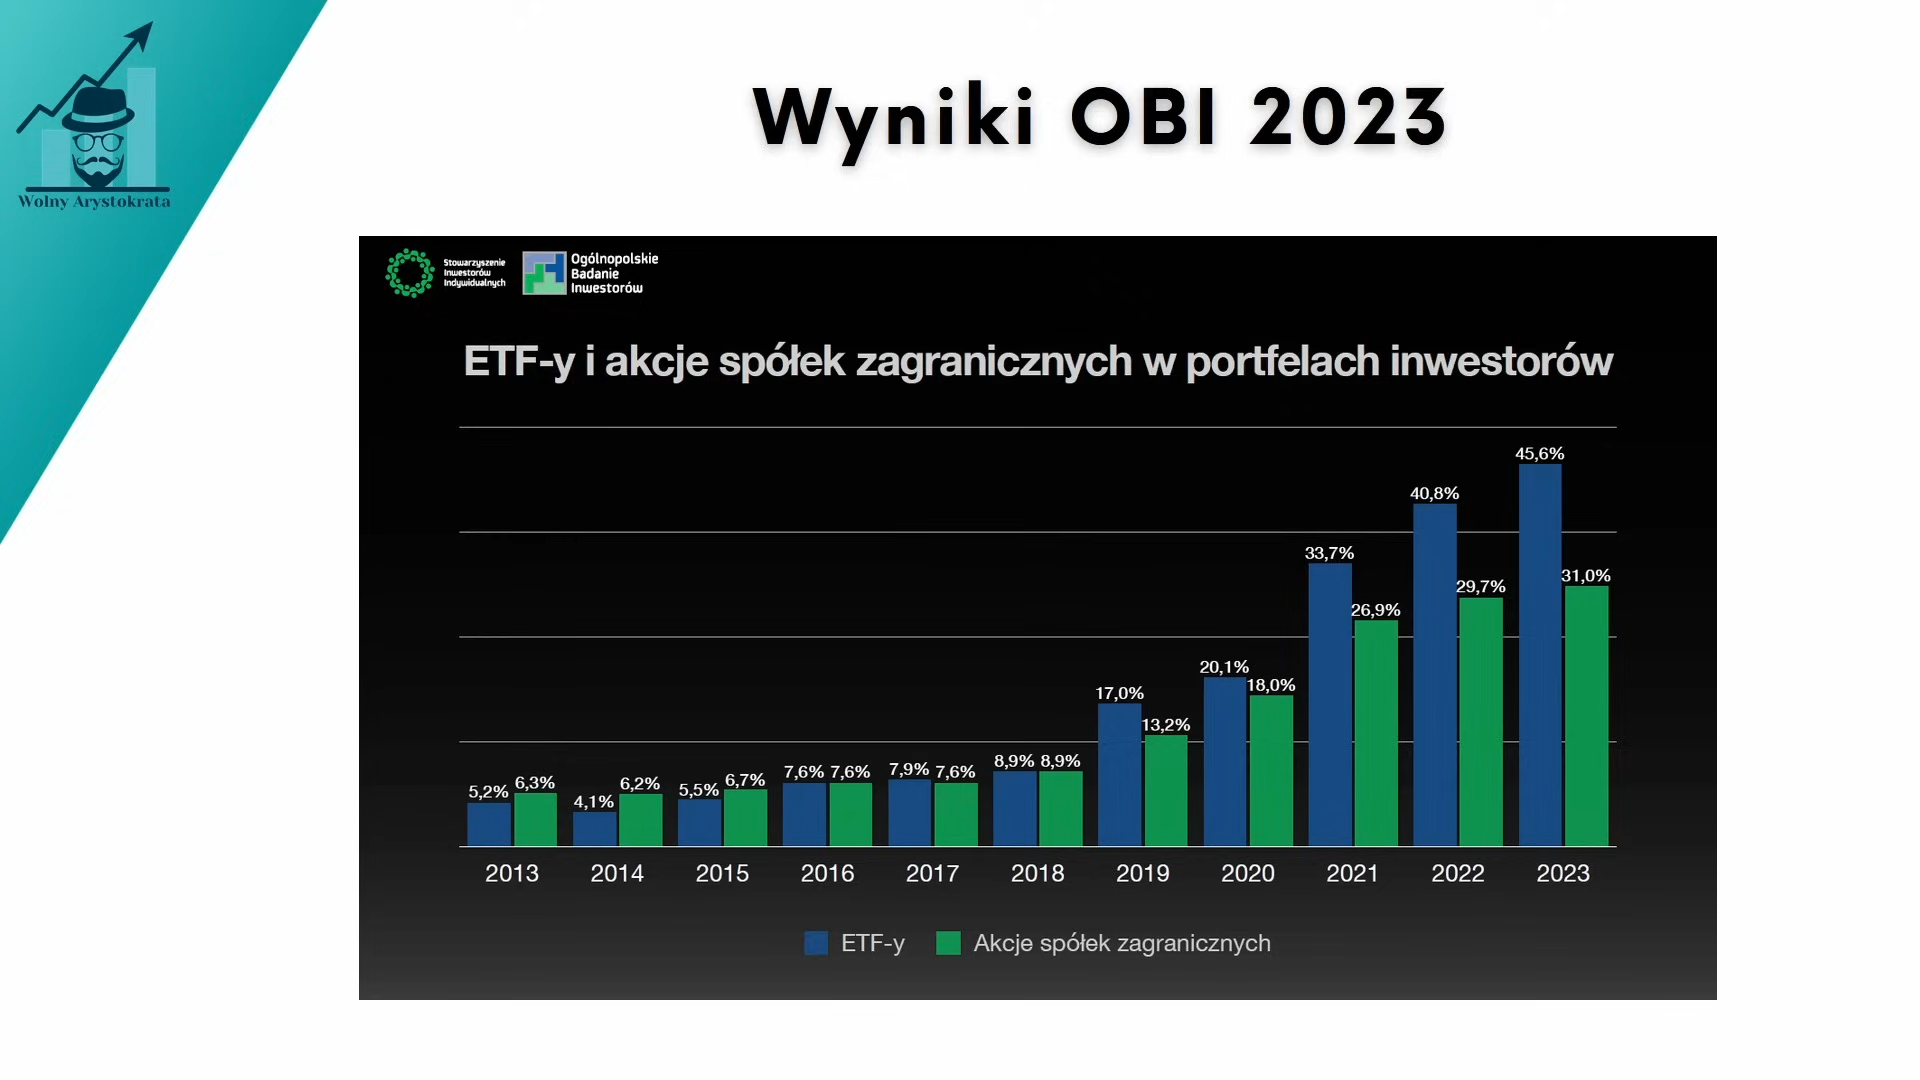 Wolny Arystokrata
Wyniki OBI 2023
Stowarzyszenie
Inwestorów
Indywidualnych
Ogólnopolskie
Badanie
Inwestorów
ETF-y i akcje spółek zagranicznych w portfelach inwestorów
5,2% 6,3% 4,1% 6,2% 5,5% 6,7% 7,6% 7,6% 7,9% 7,6% 8,9% 8,9% 17,0% 13,2% 20,1% 18,0% 33,7% 26,9% 40,8% 29,7% 45,6% 31,0%
2013 2014 2015 2016 2017 2018 2019 2020 2021 2022 2023
ETF-y Akcje spółek zagranicznych